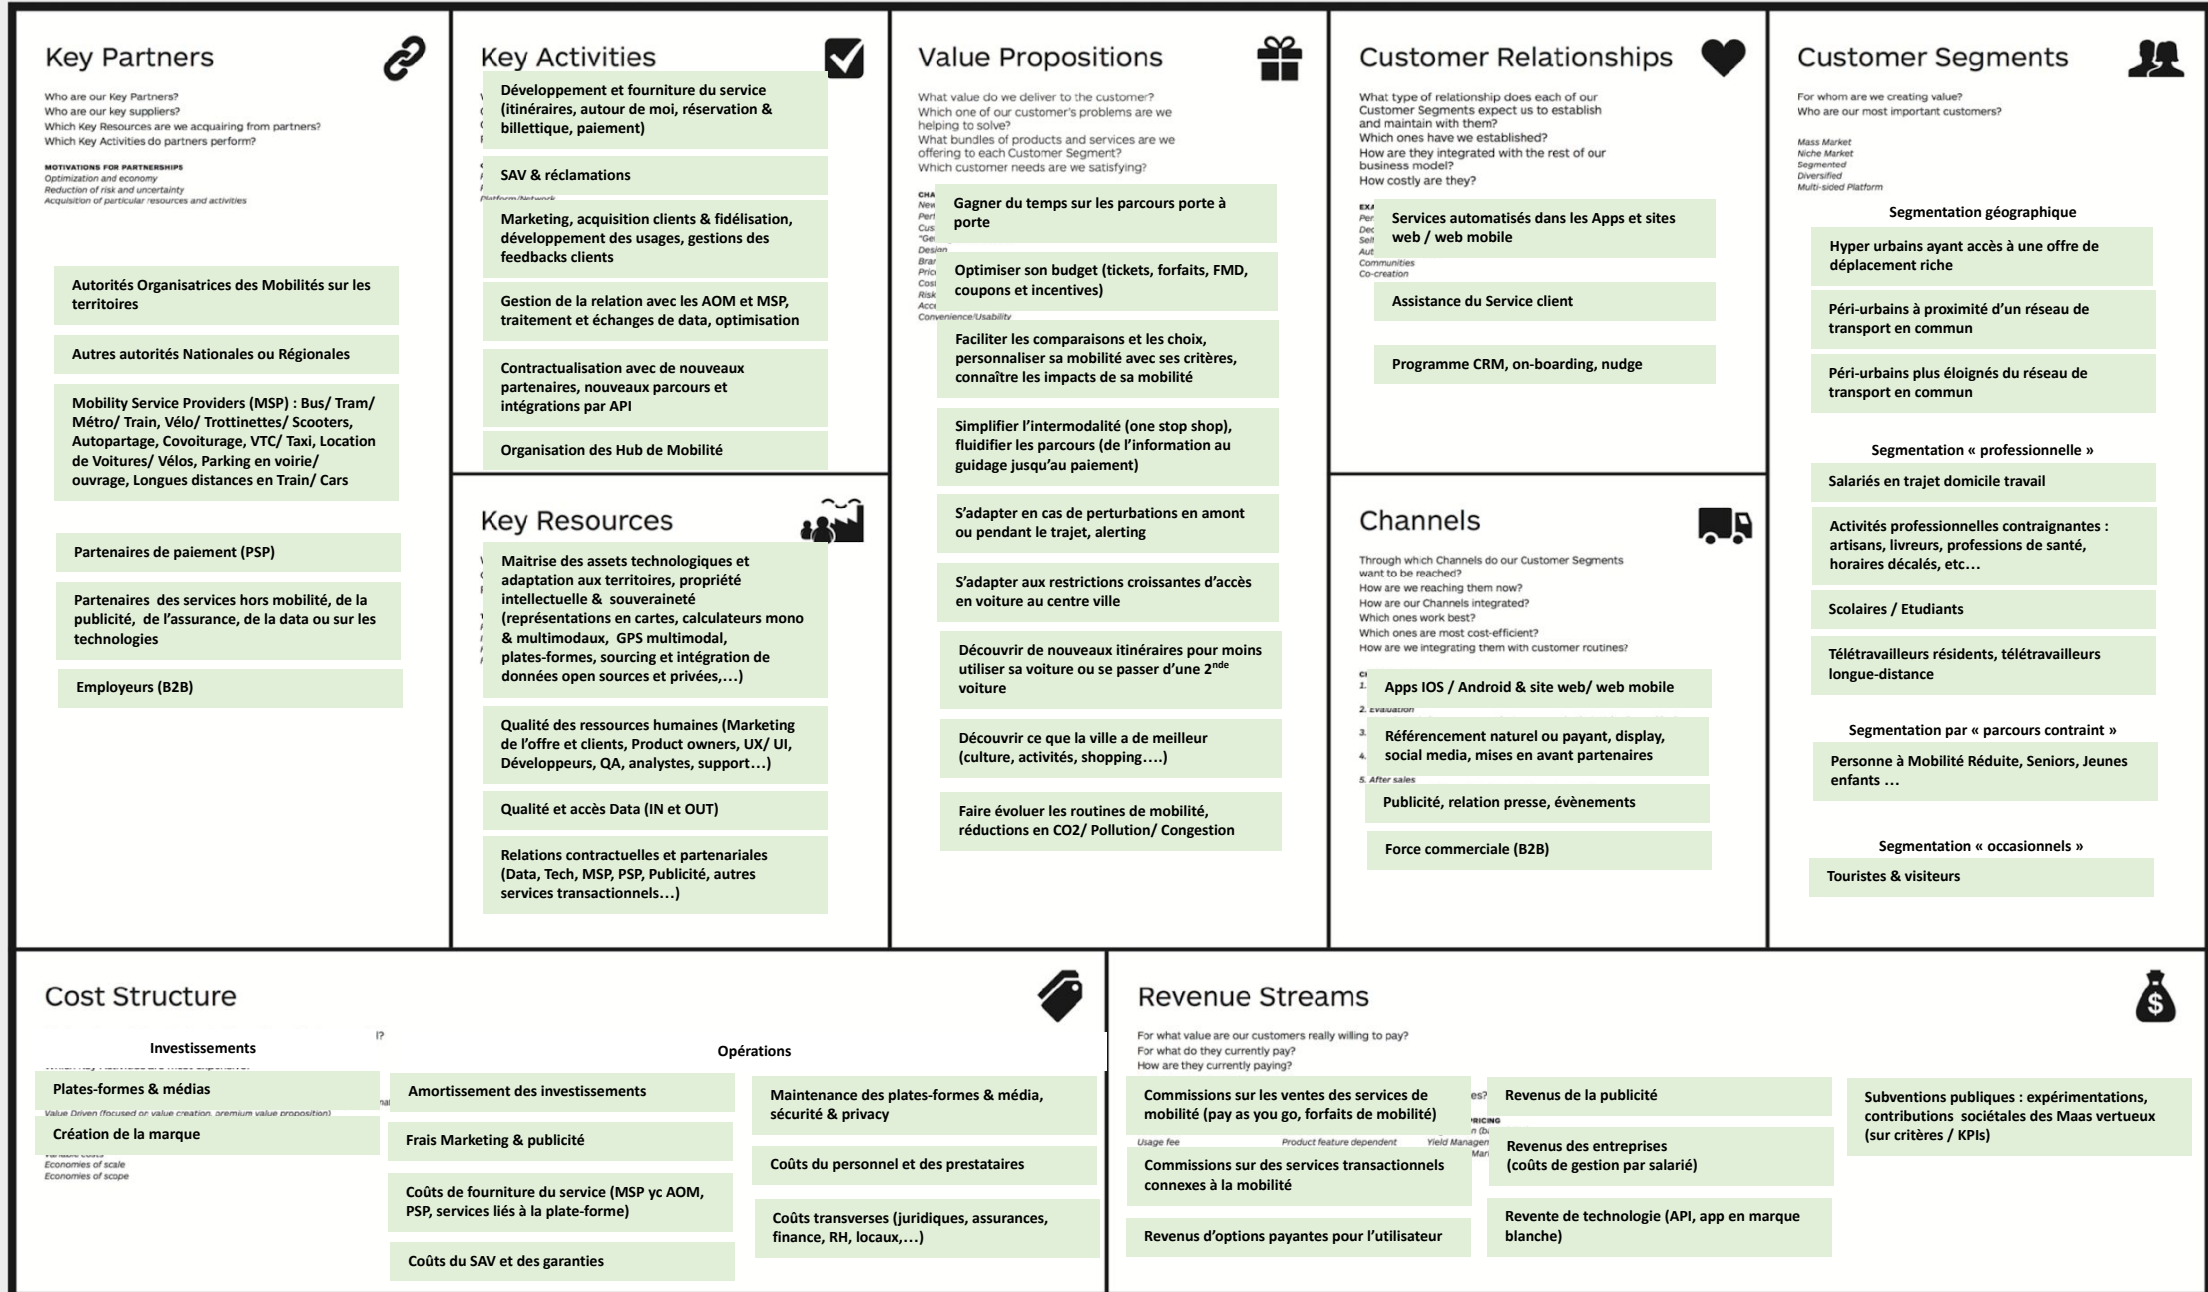 Key Partners
Who are our Key Partners?
Who are our key suppliers?
Which Key Resources are we acquairing from partners?
Which Key Activities do partners perform?
MOTIVATIONS FOR PARTNERSHIPS
Optimization and economy
Reduction of risk and uncertainty
Acquisition of particular resources and activities
Autorités Organisatrices des Mobilités sur les
territoires
Autres autorités Nationales ou Régionales
Mobility Service Providers (MSP) : Bus/ Tram/
Métro/ Train, Vélo/ Trottinettes/ Scooters,
Autopartage, Covoiturage, VTC/ Taxi, Location
de Voitures/ Vélos, Parking en voirie/
ouvrage, Longues distances en Train/ Cars
Partenaires de paiement (PSP)
Partenaires des services hors mobilité, de la
publicité, de l’assurance, de la data ou sur les
technologies
Employeurs (B2B)
Key Activities
Développement et fourniture du service
(itinéraires, autour de moi, réservation &
billettique, paiement)
SAV & réclamations
Platform/Network
Marketing, acquisition clients & fidélisation,
développement des usages, gestions des
feedbacks clients
Gestion de la relation avec les AOM et MSP,
traitement et échanges de data, optimisation
Contractualisation avec de nouveaux
partenaires, nouveaux parcours et
intégrations par API
Organisation des Hub de Mobilité
Key Resources
Maitrise des assets technologiques et
adaptation aux territoires, propriété
intellectuelle & souveraineté
(représentations en cartes, calculateurs mono
& multimodaux, GPS multimodal,
plates-formes, sourcing et intégration de
données open sources et privées,…)
Qualité des ressources humaines (Marketing
de l’offre et clients, Product owners, UX/ UI,
Développeurs, QA, analystes, support…)
Qualité et accès Data (IN et OUT)
Relations contractuelles et partenariales
(Data, Tech, MSP, PSP, Publicité, autres
services transactionnels…)
Value Propositions
What value do we deliver to the customer?
Which one of our customer’s problems are we
helping to solve?
What bundles of products and services are we
offering to each Customer Segment?
Which customer needs are we satisfying?
Gagner du temps sur les parcours porte à
porte
Design
Optimiser son budget (tickets, forfaits, FMD,
coupons et incentives)
Convenience/Usability
Faciliter les comparaisons et les choix,
personnaliser sa mobilité avec ses critères,
connaître les impacts de sa mobilité
Simplifier l’intermodalité (one stop shop),
fluidifier les parcours (de l’information au
guidage jusqu’au paiement)
S’adapter en cas de perturbations en amont
ou pendant le trajet, alerting
S’adapter aux restrictions croissantes d’accès
en voiture au centre ville
Découvrir de nouveaux itinéraires pour moins
utiliser sa voiture ou se passer d’une 2nde
voiture
Découvrir ce que la ville a de meilleur
(culture, activités, shopping….)
Faire évoluer les routines de mobilité,
réductions en CO2/ Pollution/ Congestion
Customer Relationships
What type of relationship does each of our
Customer Segments expect us to establish
and maintain with them?
Which ones have we established?
How are they integrated with the rest of our
business model?
How costly are they?
Services automatisés dans les Apps et sites
web / web mobile
Communities
Co-creation
Assistance du Service client
Programme CRM, on-boarding, nudge
Channels
Through which Channels do our Customer Segments
want to be reached?
How are we reaching them now?
How are our Channels integrated?
Which ones work best?
Which ones are most cost-efficient?
How are we integrating them with customer routines?
1.
Apps IOS / Android & site web/ web mobile
2. Evaluation
3.
Référencement naturel ou payant, display,
social media, mises en avant partenaires
4.
5. After sales
Publicité, relation presse, évènements
Force commerciale (B2B)
Customer Segments
For whom are we creating value?
Who are our most important customers?
Mass Market
Niche Market
Segmented
Diversified
Multi-sided Platform
Segmentation géographique
Hyper urbains ayant accès à une offre de
déplacement riche
Péri-urbains à proximité d’un réseau de
transport en commun
Péri-urbains plus éloignés du réseau de
transport en commun
Segmentation « professionnelle »
Salariés en trajet domicile travail
Activités professionnelles contraignantes :
artisans, livreurs, professions de santé,
horaires décalés, etc…
Scolaires / Etudiants
Télétravailleurs résidents, télétravailleurs
longue-distance
Segmentation par « parcours contraint »
Personne à Mobilité Réduite, Seniors, Jeunes
enfants …
Segmentation « occasionnels »
Touristes & visiteurs
Cost Structure
Investissements
Plates-formes & médias
Value Driven (focused on value creation, premium value proposition)
Création de la marque
Economies of scale
Economies of scope
Opérations
Amortissement des investissements
Frais Marketing & publicité
Coûts de fourniture du service (MSP yc AOM,
PSP, services liés à la plate-forme)
Coûts du SAV et des garanties
Maintenance des plates-formes & média,
sécurité & privacy
Coûts du personnel et des prestataires
Coûts transverses (juridiques, assurances,
finance, RH, locaux,…)
Revenue Streams
$
For what value are our customers really willing to pay?
For what do they currently pay?
How are they currently paying?
Commissions sur les ventes des services de
mobilité (pay as you go, forfaits de mobilité)
Usage fee Product feature dependent Yield
Commissions sur des services transactionnels
connexes à la mobilité
Revenus d’options payantes pour l’utilisateur
Revenus de la publicité
Revenus des entreprises
(coûts de gestion par salarié)
Revente de technologie (API, app en marque
blanche)
Subventions publiques : expérimentations,
contributions sociétales des Maas vertueux
(sur critères / KPIs)